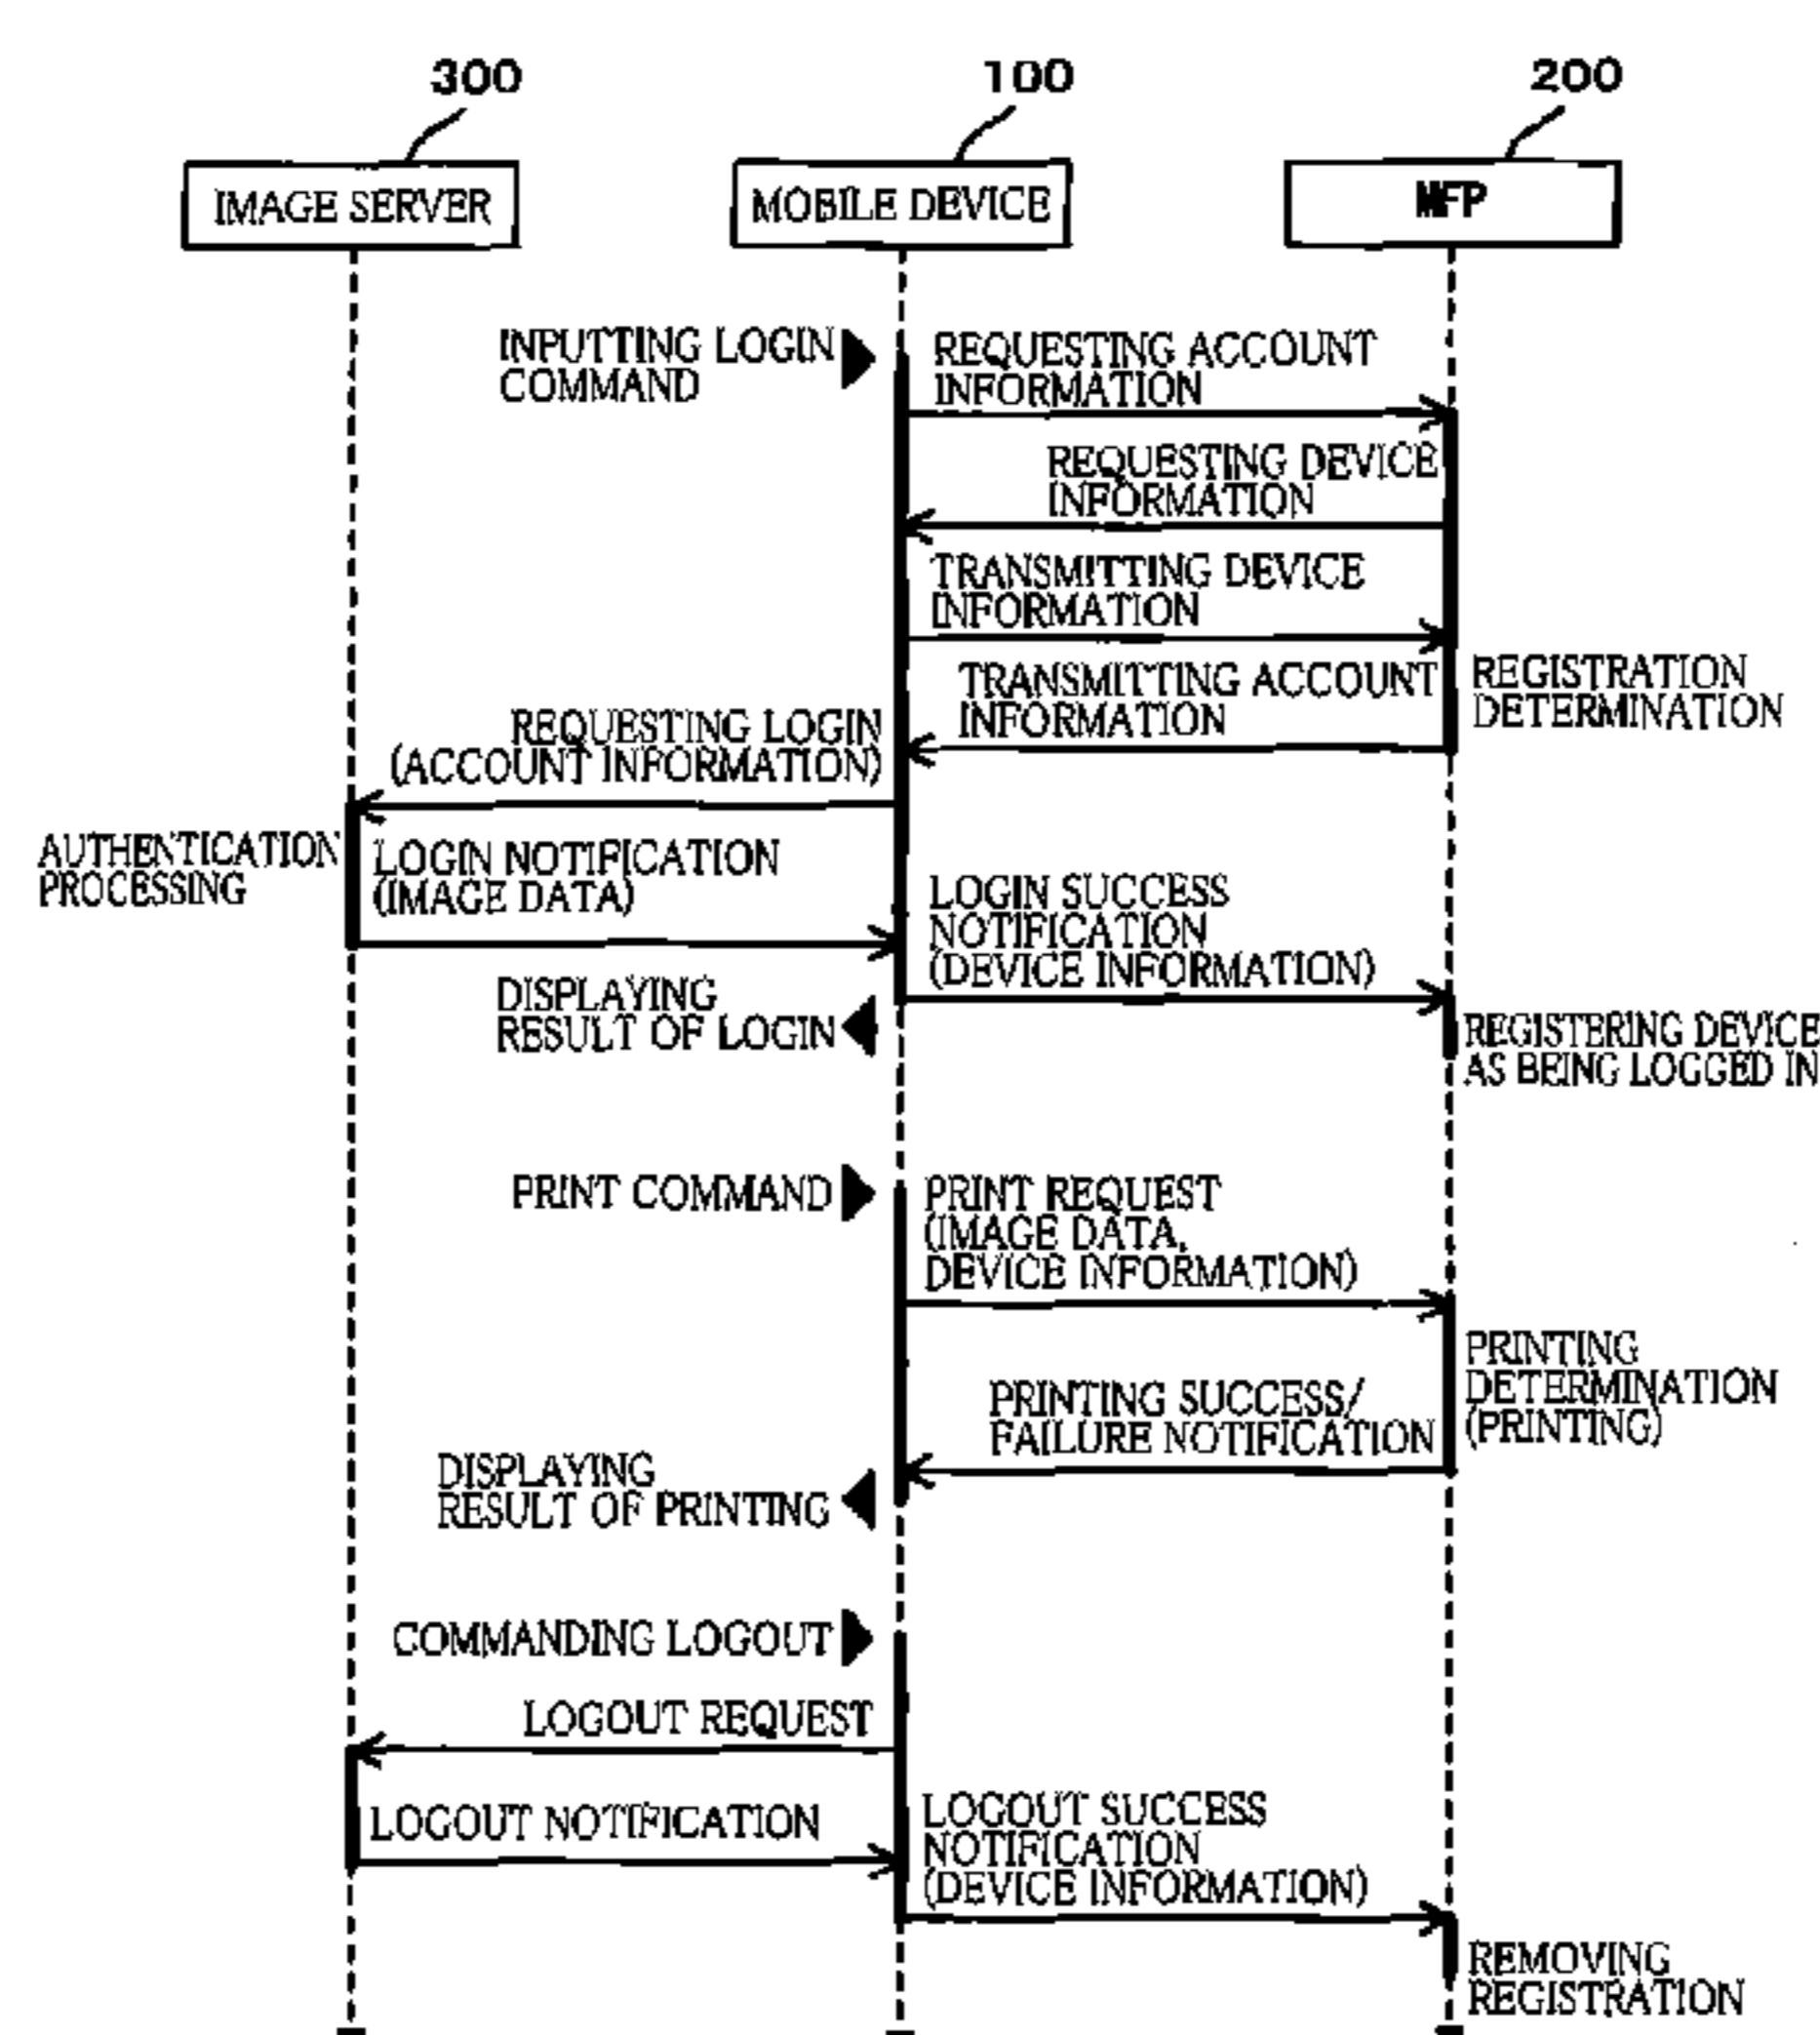 300
100
200
IMAGE SERVER
MOBILE DEVICE
MFP
INPUTTING LOGIN
COMMAND
REQUESTING ACCOUNT
INFORMATION
REQUESTING DEVICE
INFORMATION
TRANSMITTING DEVICE
INFORMATION
TRANSMITTING ACCOUNT
INFORMATION
REGISTRATION
DETERMINATION
REQUESTING LOGIN
(ACCOUNT INFORMATION)
AUTHENTICATION
PROCESSING
LOGIN NOTIFICATION
(IMAGE DATA)
LOGIN SUCCESS
NOTIFICATION
(DEVICE INFORMATION)
DISPLAYING
RESULT OF LOGIN
REGISTERING DEVICE
AS BEING LOGGED IN
PRINT COMMAND
PRINT REQUEST
(IMAGE DATA,
DEVICE INFORMATION)
PRINTING
DETERMINATION
(PRINTING)
PRINTING SUCCESS/
FAILURE NOTIFICATION
DISPLAYING
RESULT OF PRINTING
COMMANDING LOGOUT
LOGOUT REQUEST
LOGOUT NOTIFICATION
LOGOUT SUCCESS
NOTIFICATION
(DEVICE INFORMATION)
REMOVING
REGISTRATION